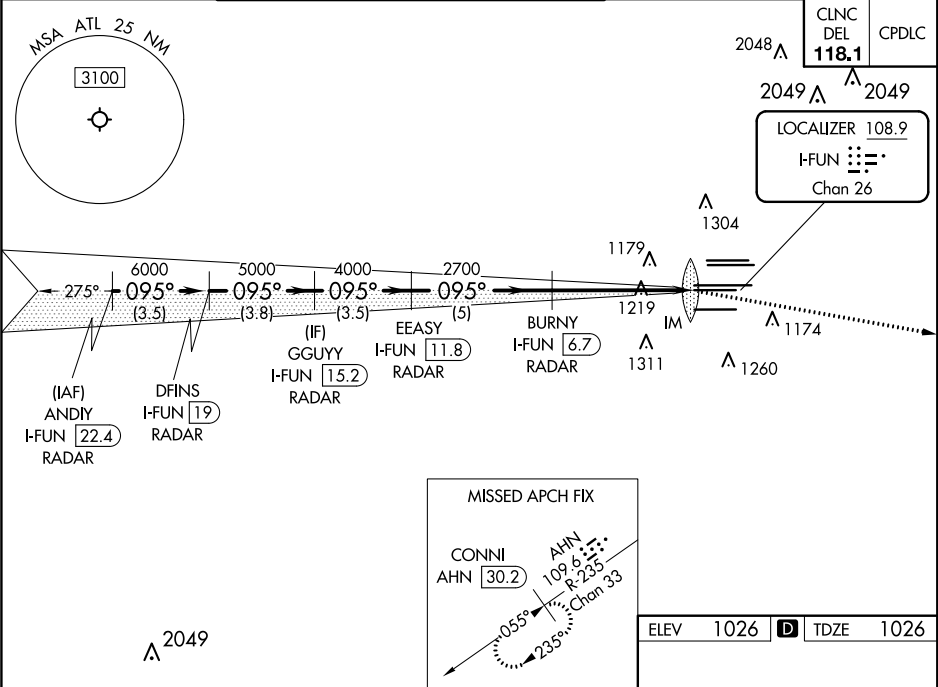 MSA ATL 25 NM
3100
CLNC
DEL
118.1
CPDLC
2048
2049
2049
LOCALIZER 108.9
I-FUN
Chan 26
1304
1179
1219
IM
1311
1174
1260
275°
6000
095°
(3.5)
5000
095°
(3.8)
4000
095°
(3.5)
2700
095°
(5)
(IAF)
ANDIY
I-FUN 22.4
RADAR
DFINS
I-FUN 19
RADAR
(IF)
GGUYY
I-FUN 15.2
RADAR
EEASY
I-FUN 11.8
RADAR
BURNY
I-FUN 6.7
RADAR
MISSED APCH FIX
CONNI
AHN 30.2
AHN
109.6
R-235
Chan 33
055°
235°
2049
ELEV 1026 D TDZE 1026